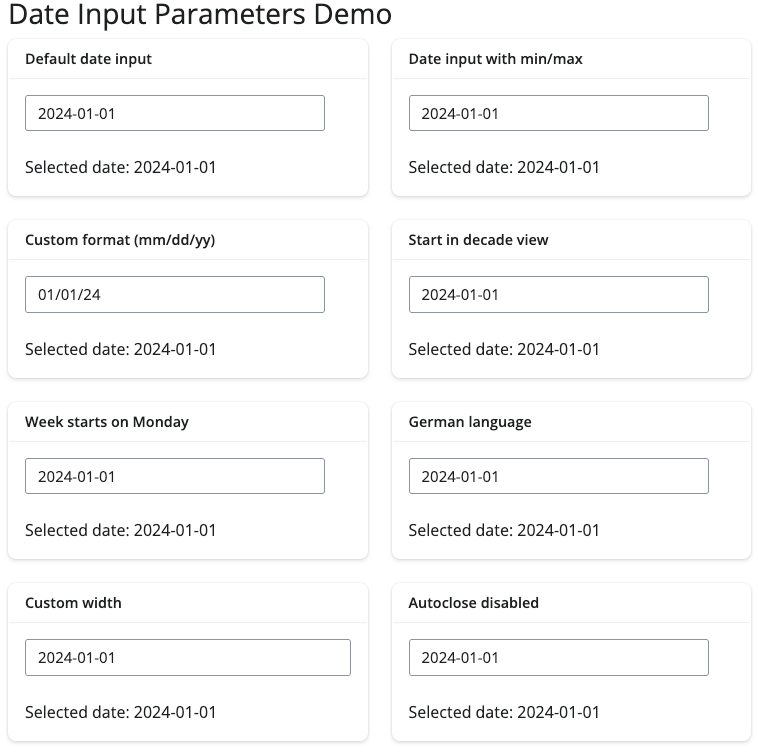 Date Input Parameters Demo
Default date input
2024-01-01
Selected date: 2024-01-01
Date input with min/max
2024-01-01
Selected date: 2024-01-01
Custom format (mm/dd/yy)
01/01/24
Selected date: 2024-01-01
Start in decade view
2024-01-01
Selected date: 2024-01-01
Week starts on Monday
2024-01-01
Selected date: 2024-01-01
German language
2024-01-01
Selected date: 2024-01-01
Custom width
2024-01-01
Selected date: 2024-01-01
Autoclose disabled
2024-01-01
Selected date: 2024-01-01